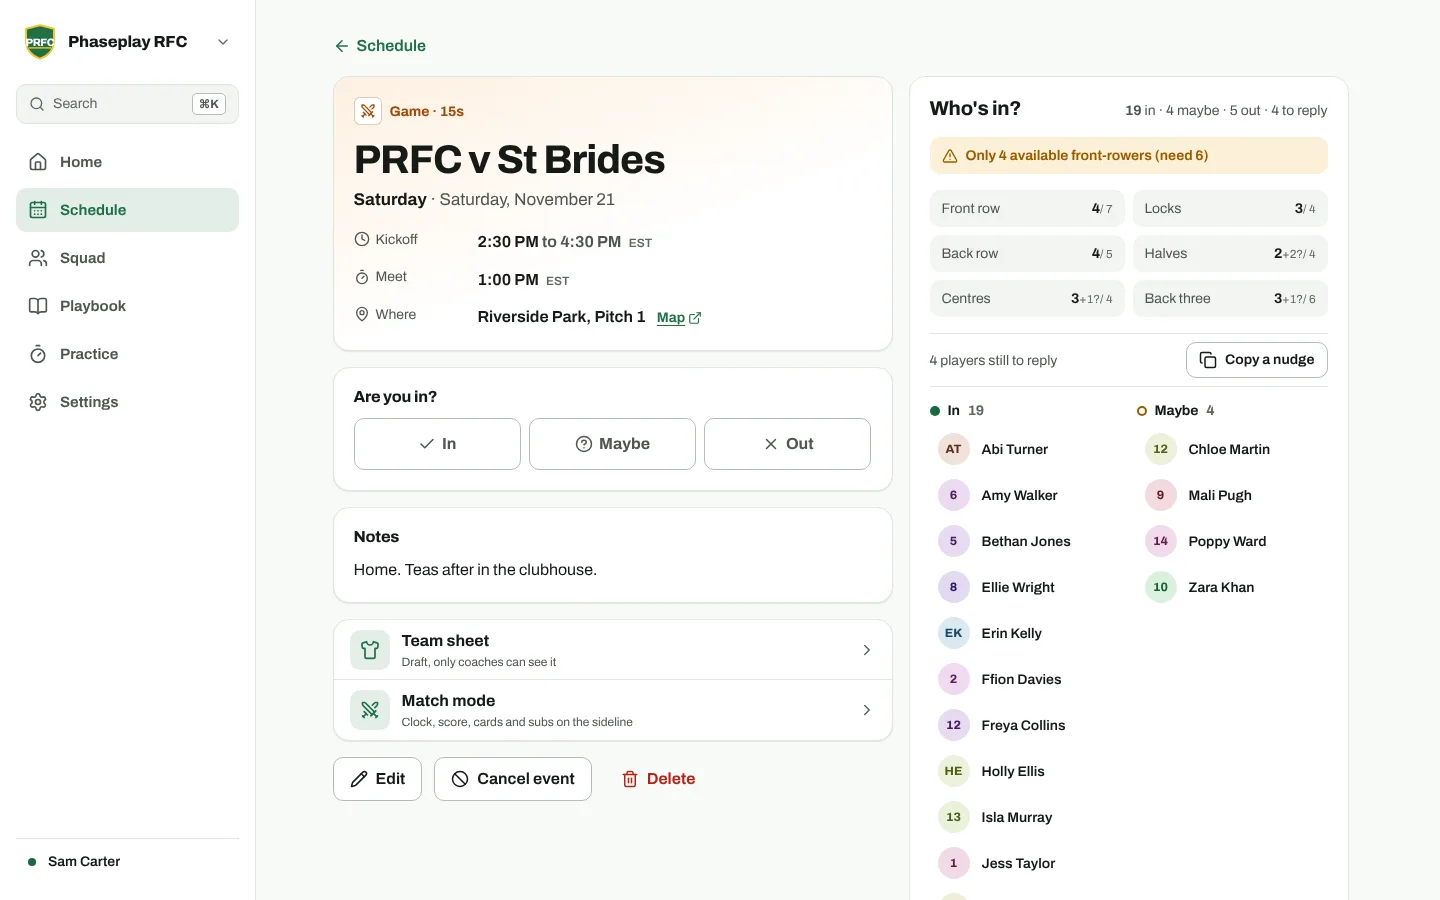 PRFC
Phaseplay RFC
Search
⌘K
Home
Schedule
Squad
Playbook
Practice
Settings
Sam Carter
Schedule
Game · 15s
PRFC v St Brides
Saturday · Saturday, November 21
Kickoff
2:30 PM to 4:30 PM EST
Meet
1:00 PM EST
Where
Riverside Park, Pitch 1 Map
Are you in?
In
Maybe
Out
Notes
Home. Teas after in the clubhouse.
Team sheet
Draft, only coaches can see it
Match mode
Clock, score, cards and subs on the sideline
Edit
Cancel event
Delete
Who's in?
19 in · 4 maybe · 5 out · 4 to reply
Only 4 available front-rowers (need 6)
Front row 4/ 7
Locks 3/ 4
Back row 4/ 5
Halves 2+2?/ 4
Centres 3+1?/ 4
Back three 3+1?/ 6
4 players still to reply
Copy a nudge
In 19
AT Abi Turner
6 Amy Walker
5 Bethan Jones
8 Ellie Wright
EK Erin Kelly
2 Ffion Davies
12 Freya Collins
HE Holly Ellis
13 Isla Murray
1 Jess Taylor
Maybe 4
12 Chloe Martin
9 Mali Pugh
14 Poppy Ward
10 Zara Khan